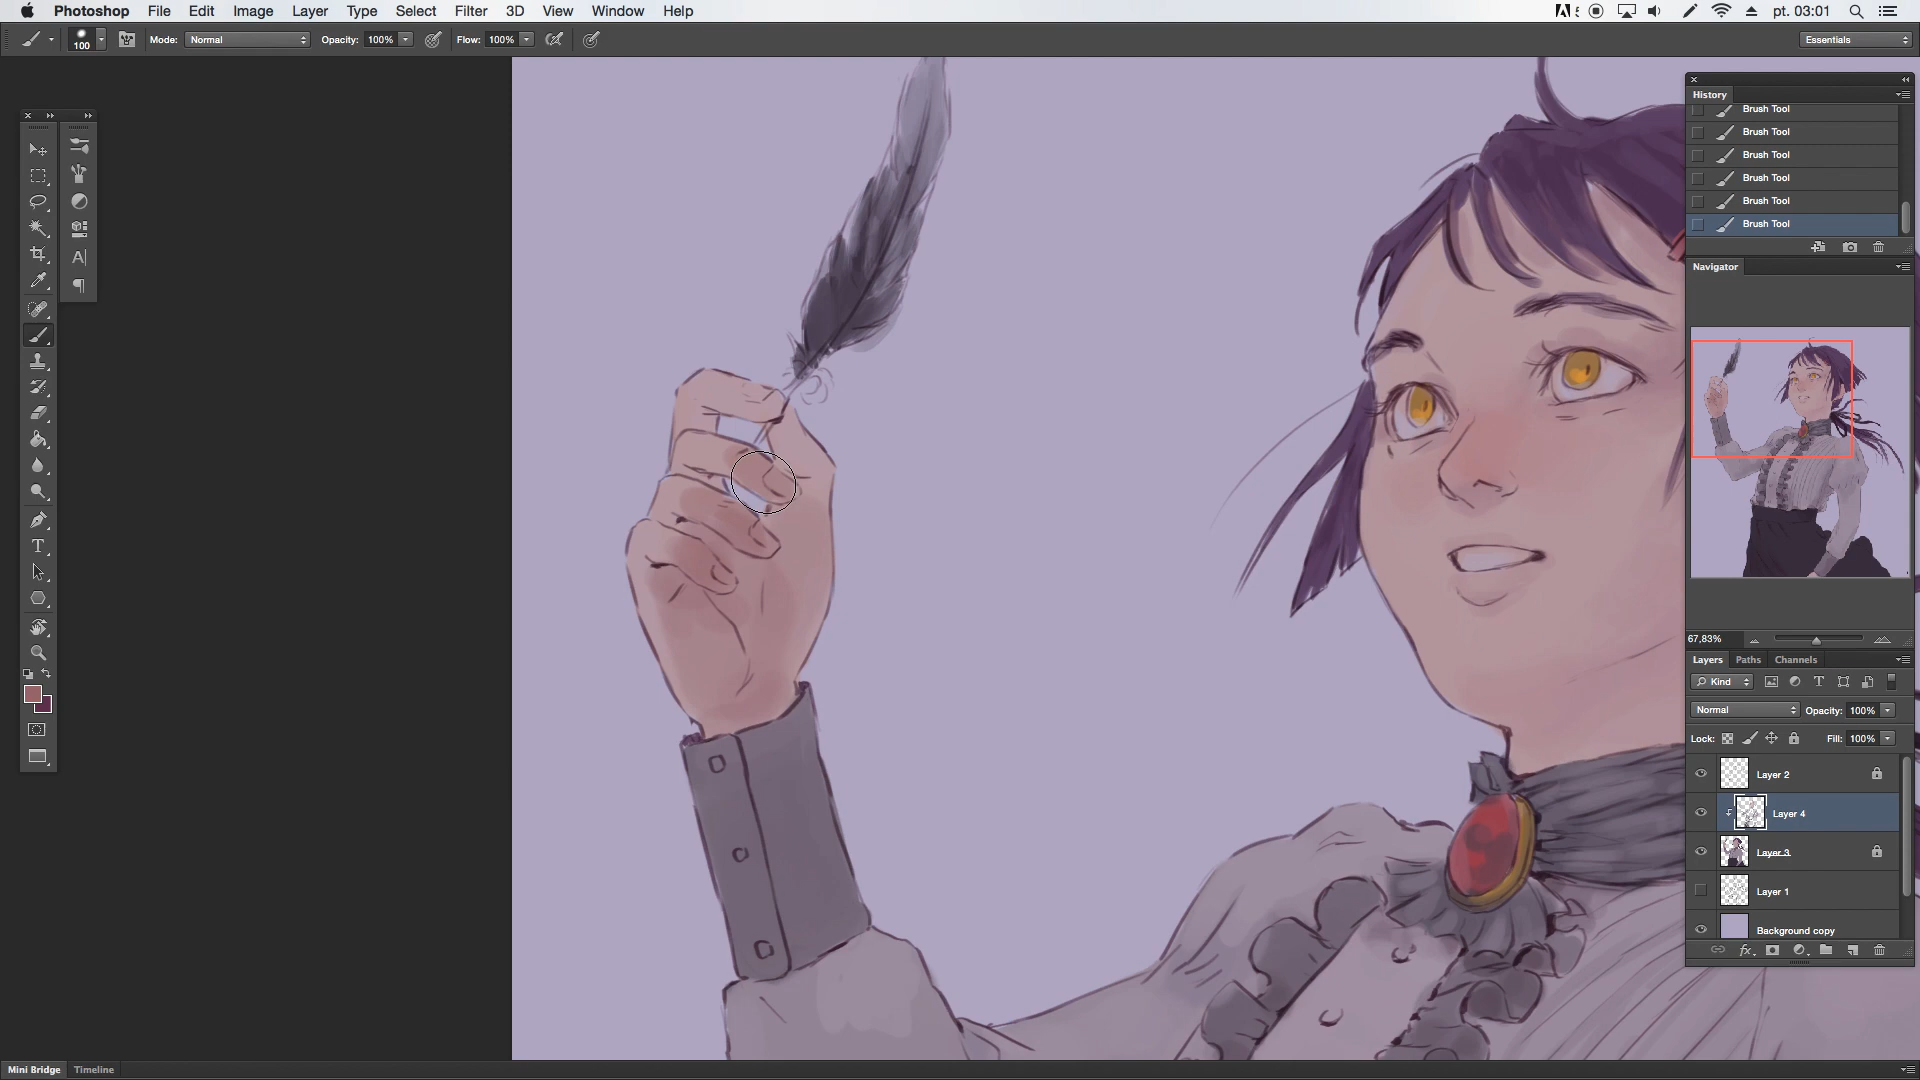 Photoshop File Edit Image Layer Type Select Filter 3D View Window Help
5 pt. 03:01
100 Mode: Normal Opacity: 100% Flow: 100% Essentials
History
Brush Tool
Brush Tool
Brush Tool
Brush Tool
Brush Tool
Brush Tool
Navigator
67,83%
Layers Paths Channels
Kind
Normal Opacity: 100%
Lock: Fill: 100%
Layer 2
Layer 4
Layer 3
Layer 1
Background copy
fx
Mini Bridge Timeline